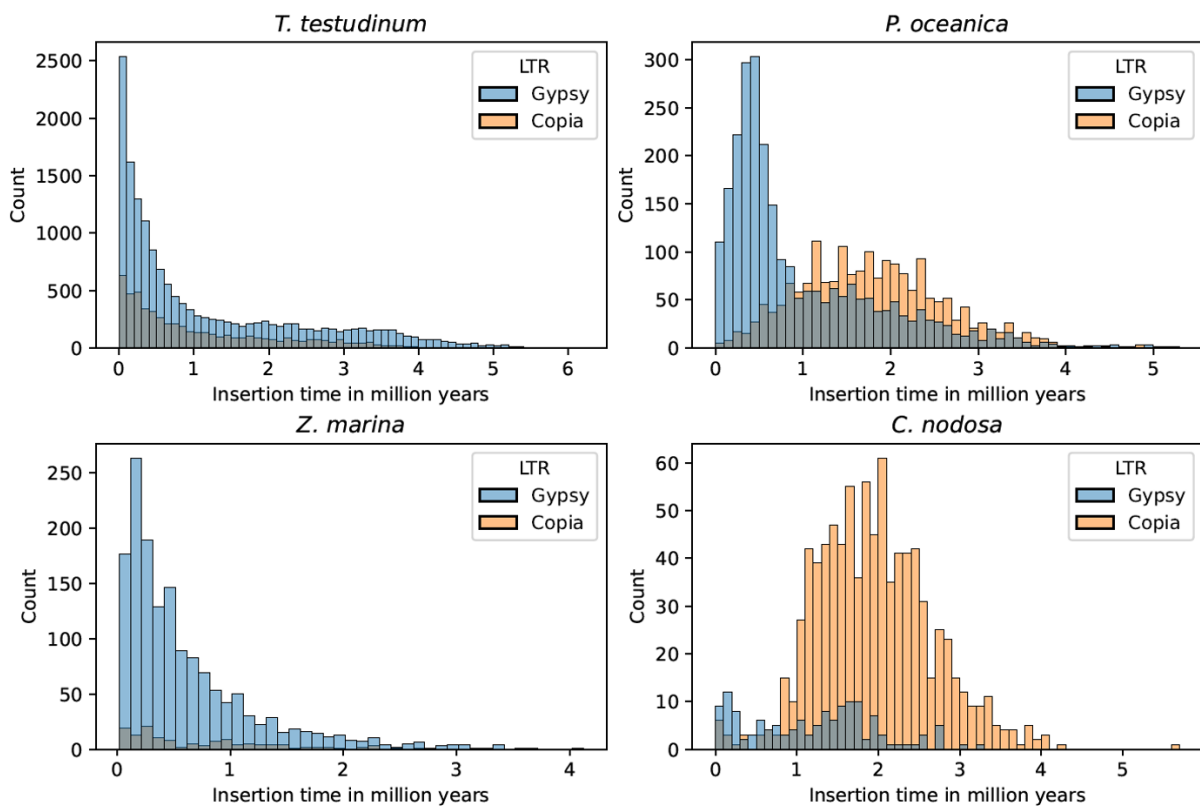 T. testudinum
P. oceanica
2500
2000
1500
1000
500
0
Count
LTR
Gypsy
Copia
0 1 2 3 4 5 6
Insertion time in million years
300
250
200
150
100
50
0
Count
LTR
Gypsy
Copia
0 1 2 3 4 5
Insertion time in million years
Z. marina
C. nodosa
250
200
150
100
50
0
Count
LTR
Gypsy
Copia
0 1 2 3 4
Insertion time in million years
60
50
40
30
20
10
0
Count
LTR
Gypsy
Copia
0 1 2 3 4 5
Insertion time in million years